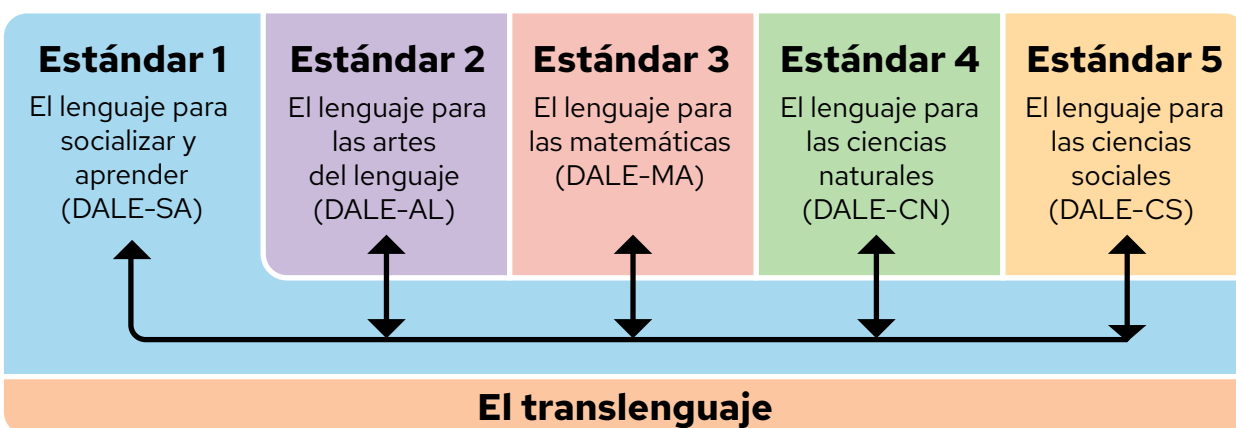 Estándar 1
El lenguaje para
socializar y
aprender
(DALE-SA)
Estándar 2
El lenguaje para
las artes
del lenguaje
(DALE-AL)
Estándar 3
El lenguaje para
las matemáticas
(DALE-MA)
Estándar 4
El lenguaje para
las ciencias
naturales
(DALE-CN)
Estándar 5
El lenguaje para
las ciencias
sociales
(DALE-CS)
El translenguaje